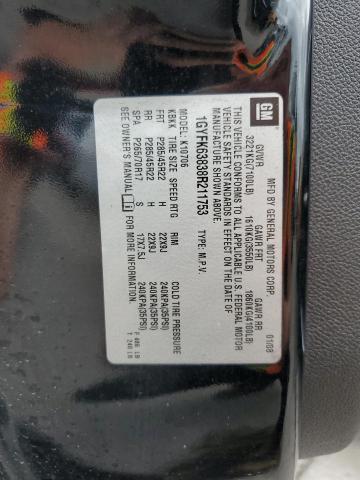 GM
MFD BY GENERAL MOTORS CORP. 01/08
GVWR GAWR FRT GAWR RR
3221KG(7100LB) 1610KG(3550LB) 1860KG(4100LB)
THIS VEHICLE CONFORMS TO ALL APPLICABLE U.S. FEDERAL MOTOR
VEHICLE SAFETY STANDARDS IN EFFECT ON THE DATE OF
MANUFACTURE SHOWN ABOVE.
1GYFK63838R211753 TYPE: M.P.V.
MODEL: K10706
KBKK TIRE SIZE SPEED RTG RIM COLD TIRE PRESSURE
FRT P285/45R22 H 22X9J 240KPA(35PSI)
RR P285/45R22 H 22X9J 240KPA(35PSI)
SPA P265/70R17 17X7.5J 240KPA(35PSI)
SEE OWNER'S MANUAL i FOR MORE INFORMATION.